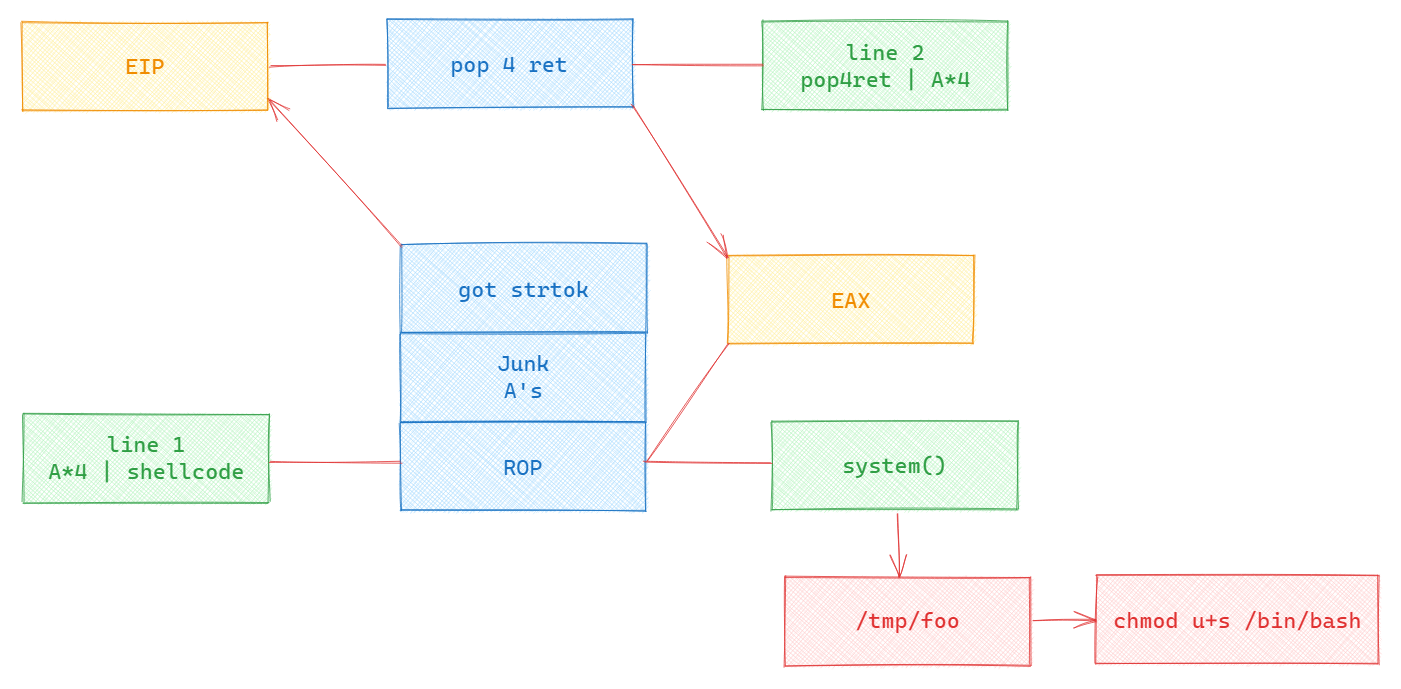 EIP
pop 4 ret
line 2
pop4ret | A*4
got strtok
EAX
Junk
A's
line 1
A*4 | shellcode
ROP
system()
/tmp/foo
chmod u+s /bin/bash